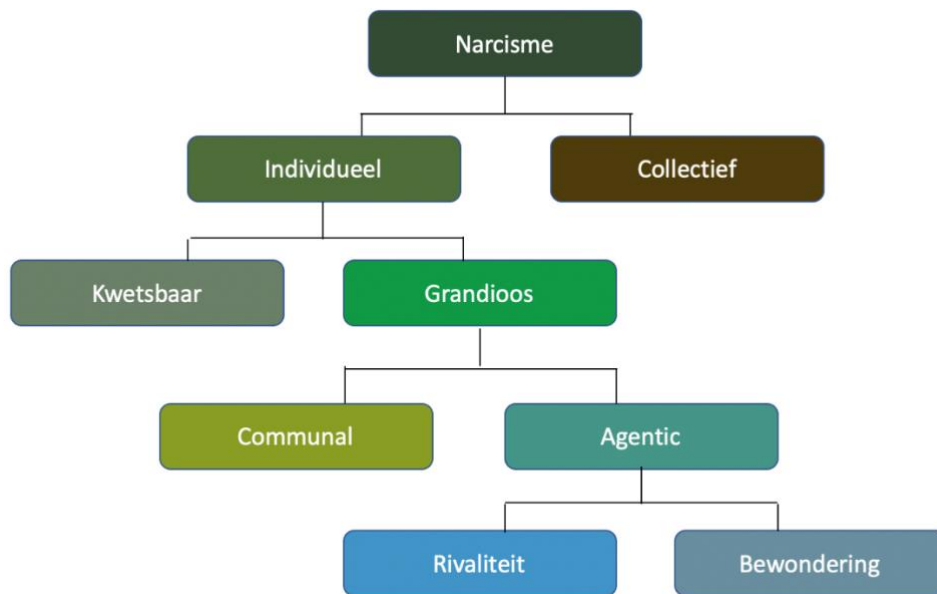 Narcisme
Individueel
Collectief
Kwetsbaar
Grandioos
Communal
Agentic
Rivaliteit
Bewondering